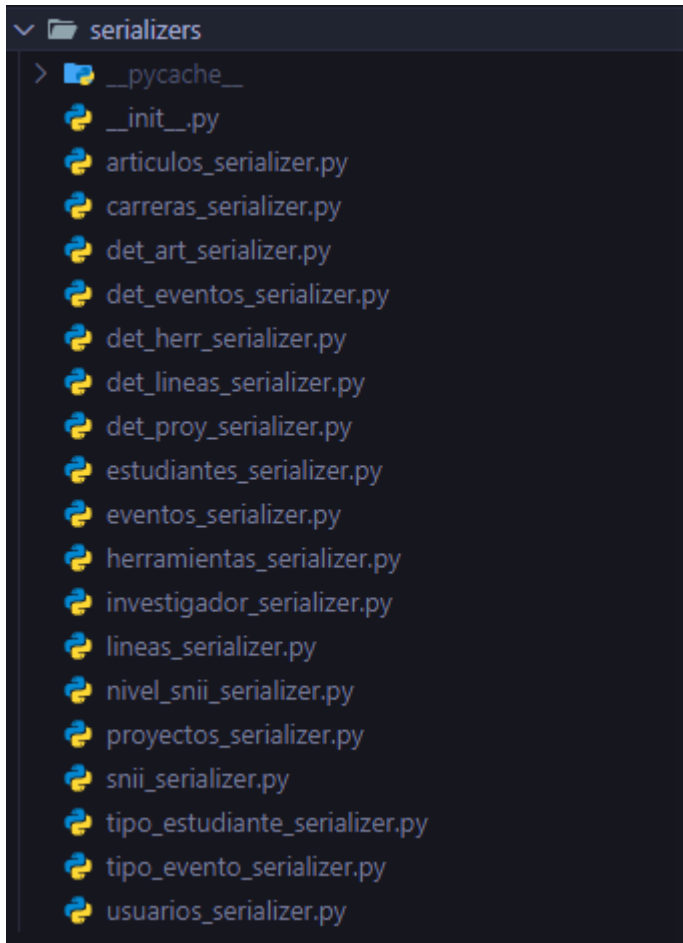 serializers
__pycache__
__init__.py
articulos_serializer.py
carreras_serializer.py
det_art_serializer.py
det_eventos_serializer.py
det_herr_serializer.py
det_lineas_serializer.py
det_proy_serializer.py
estudiantes_serializer.py
eventos_serializer.py
herramientas_serializer.py
investigador_serializer.py
lineas_serializer.py
nivel_snii_serializer.py
proyectos_serializer.py
snii_serializer.py
tipo_estudiante_serializer.py
tipo_evento_serializer.py
usuarios_serializer.py